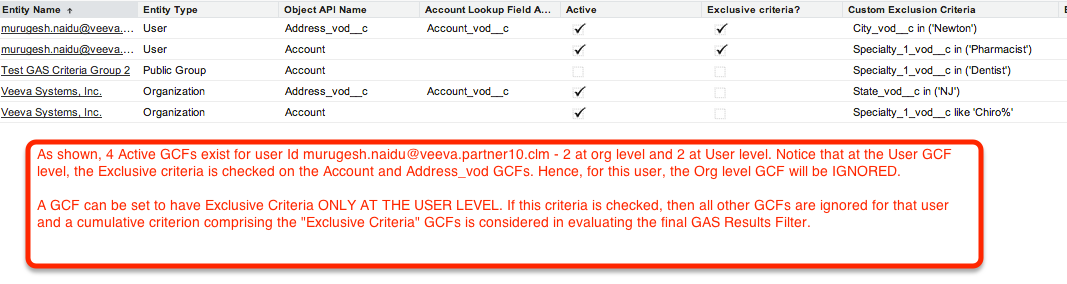 Entity Name Entity Type Object API Name Account Lookup Field A... Active Exclusive criteria? Custom Exclusion Criteria E
murugesh.naidu@veeva.... User Address_vod__c Account_vod__c City_vod__c in ('Newton')
murugesh.naidu@veeva.... User Account Specialty_1_vod__c in ('Pharmacist')
Test GAS Criteria Group 2 Public Group Account Specialty_1_vod__c in ('Dentist')
Veeva Systems, Inc. Organization Address_vod__c Account_vod__c State_vod__c in ('NJ')
Veeva Systems, Inc. Organization Account Specialty_1_vod__c like 'Chiro%'
As shown, 4 Active GCFs exist for user Id murugesh.naidu@veeva.partner10.clm - 2 at org level and 2 at User level. Notice that at the User GCF
level, the Exclusive criteria is checked on the Account and Address_vod GCFs. Hence, for this user, the Org level GCF will be IGNORED.
A GCF can be set to have Exclusive Criteria ONLY AT THE USER LEVEL. If this criteria is checked, then all other GCFs are ignored for that user
and a cumulative criterion comprising the "Exclusive Criteria" GCFs is considered in evaluating the final GAS Results Filter.